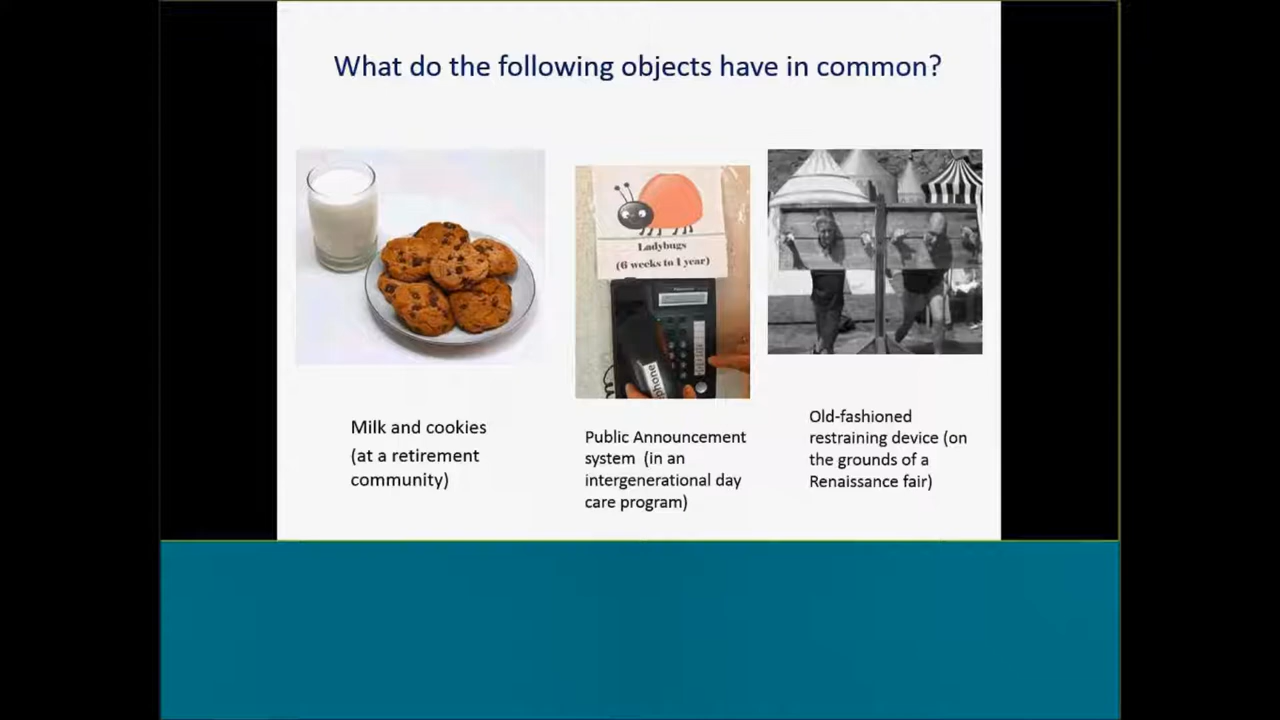 What do the following objects have in common?
Ladybugs
(6 weeks to 1 year)
phone
Milk and cookies
(at a retirement
community)
Public Announcement
system (in an
intergenerational day
care program)
Old-fashioned
restraining device (on
the grounds of a
Renaissance fair)